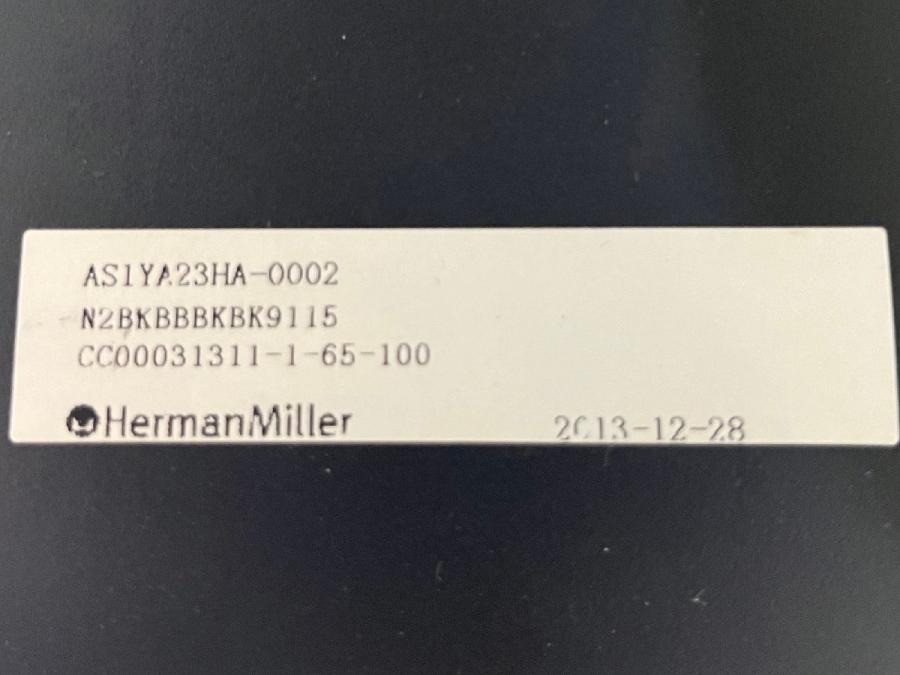 AS1YA23HA-0002
N2BKBBBKBK9115
CC00031311-1-65-100
HermanMiller 2013-12-28